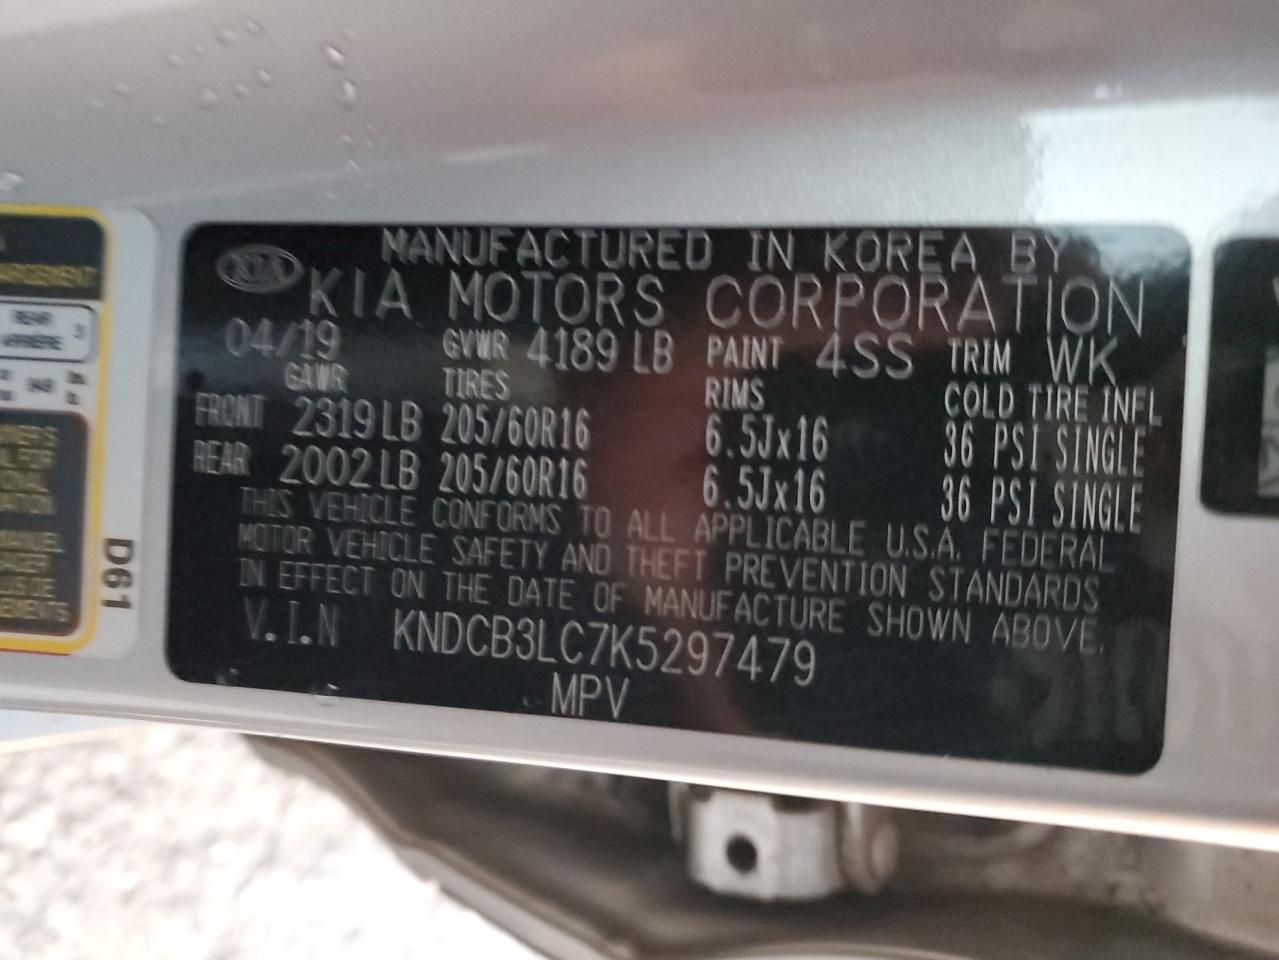 KIA
MANUFACTURED IN KOREA BY
KIA MOTORS CORPORATION
04/19 GVWR 4189 LB PAINT 4SS TRIM WK
GAWR TIRES RIMS COLD TIRE INFL
FRONT 2319 LB 205/60R16 6.5Jx16 36 PSI SINGLE
REAR 2002 LB 205/60R16 6.5Jx16 36 PSI SINGLE
THIS VEHICLE CONFORMS TO ALL APPLICABLE U.S.A. FEDERAL
MOTOR VEHICLE SAFETY AND THEFT PREVENTION STANDARDS
IN EFFECT ON THE DATE OF MANUFACTURE SHOWN ABOVE.
V.I.N KNDCB3LC7K5297479
MPV
REAR 3
ARRIÈRE
D61